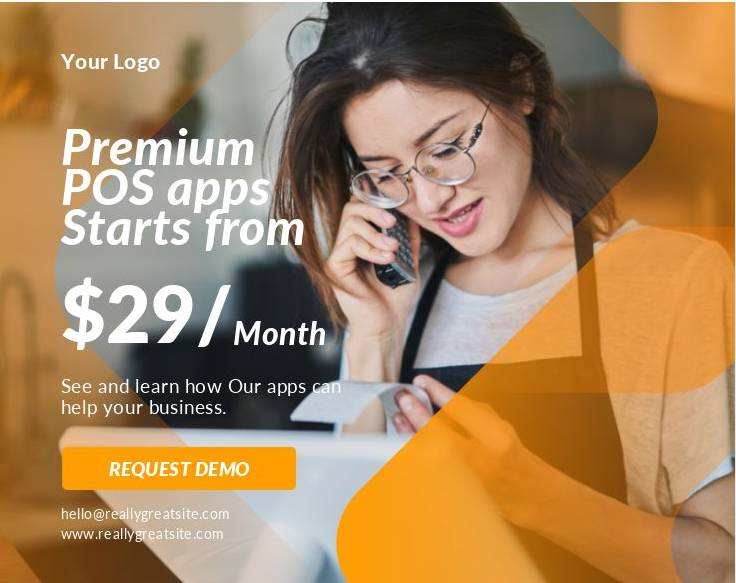 Your Logo
Premium
POS apps
Starts from
$29/Month
See and learn how Our apps can
help your business.
REQUEST DEMO
hello@reallygreatsite.com
www.reallygreatsite.com